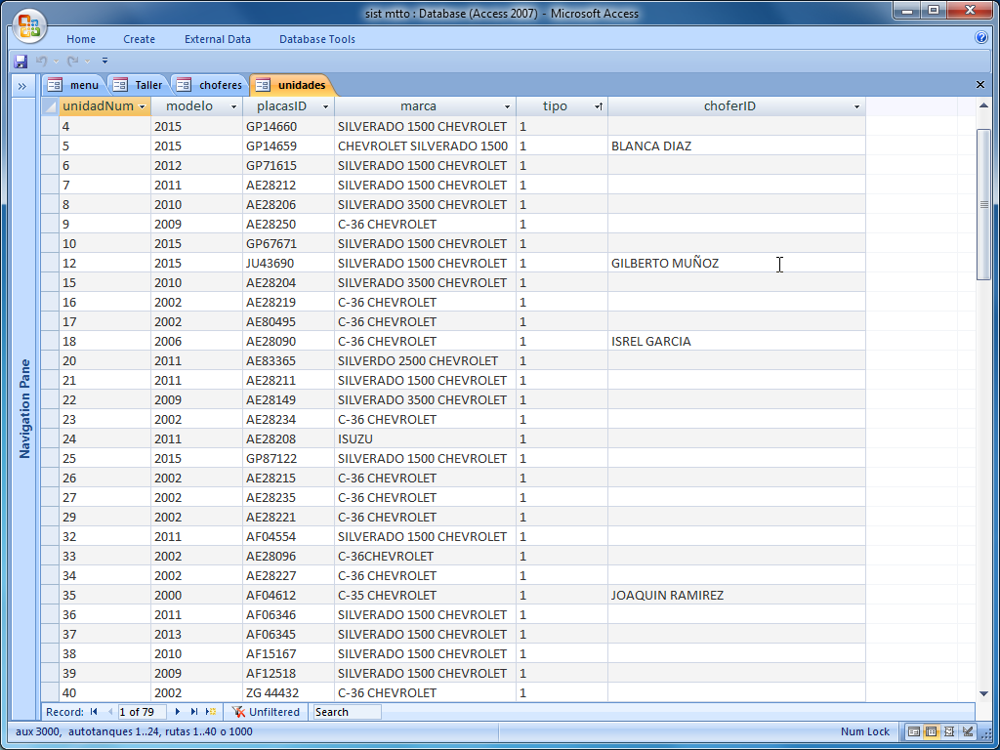 sist mtto : Database (Access 2007) - Microsoft Access
Home Create External Data Database Tools
menu Taller choferes unidades
unidadNum modelo placasID marca tipo choferID
4 2015 GP14660 SILVERADO 1500 CHEVROLET 1
5 2015 GP14659 CHEVROLET SILVERADO 1500 1 BLANCA DIAZ
6 2012 GP71615 SILVERADO 1500 CHEVROLET 1
7 2011 AE28212 SILVERADO 1500 CHEVROLET 1
8 2010 AE28206 SILVERADO 3500 CHEVROLET 1
9 2009 AE28250 C-36 CHEVROLET 1
10 2015 GP67671 SILVERADO 1500 CHEVROLET 1
12 2015 JU43690 SILVERADO 1500 CHEVROLET 1 GILBERTO MUÑOZ
15 2010 AE28204 SILVERADO 3500 CHEVROLET 1
16 2002 AE28219 C-36 CHEVROLET 1
17 2002 AE80495 C-36 CHEVROLET 1
18 2006 AE28090 C-36 CHEVROLET 1 ISREL GARCIA
20 2011 AE83365 SILVERDO 2500 CHEVROLET 1
21 2011 AE28211 SILVERADO 1500 CHEVROLET 1
22 2009 AE28149 SILVERADO 3500 CHEVROLET 1
23 2002 AE28234 C-36 CHEVROLET 1
24 2011 AE28208 ISUZU 1
25 2015 GP87122 SILVERADO 1500 CHEVROLET 1
26 2002 AE28215 C-36 CHEVROLET 1
27 2002 AE28235 C-36 CHEVROLET 1
29 2002 AE28221 C-36 CHEVROLET 1
32 2011 AF04554 SILVERADO 1500 CHEVROLET 1
33 2002 AE28096 C-36CHEVROLET 1
34 2002 AE28227 C-36 CHEVROLET 1
35 2000 AF04612 C-35 CHEVROLET 1 JOAQUIN RAMIREZ
36 2011 AF06346 SILVERADO 1500 CHEVROLET 1
37 2013 AF06345 SILVERADO 1500 CHEVROLET 1
38 2010 AF15167 SILVERADO 1500 CHEVROLET 1
39 2009 AF12518 SILVERADO 1500 CHEVROLET 1
40 2002 ZG 44432 C-36 CHEVROLET 1
Navigation Pane
Record: 1 of 79 Unfiltered Search
aux 3000, autotanques 1..24, rutas 1..40 o 1000 Num Lock